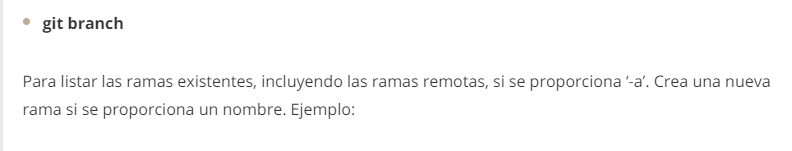 git branch
Para listar las ramas existentes, incluyendo las ramas remotas, si se proporciona ‘-a’. Crea una nueva
rama si se proporciona un nombre. Ejemplo: